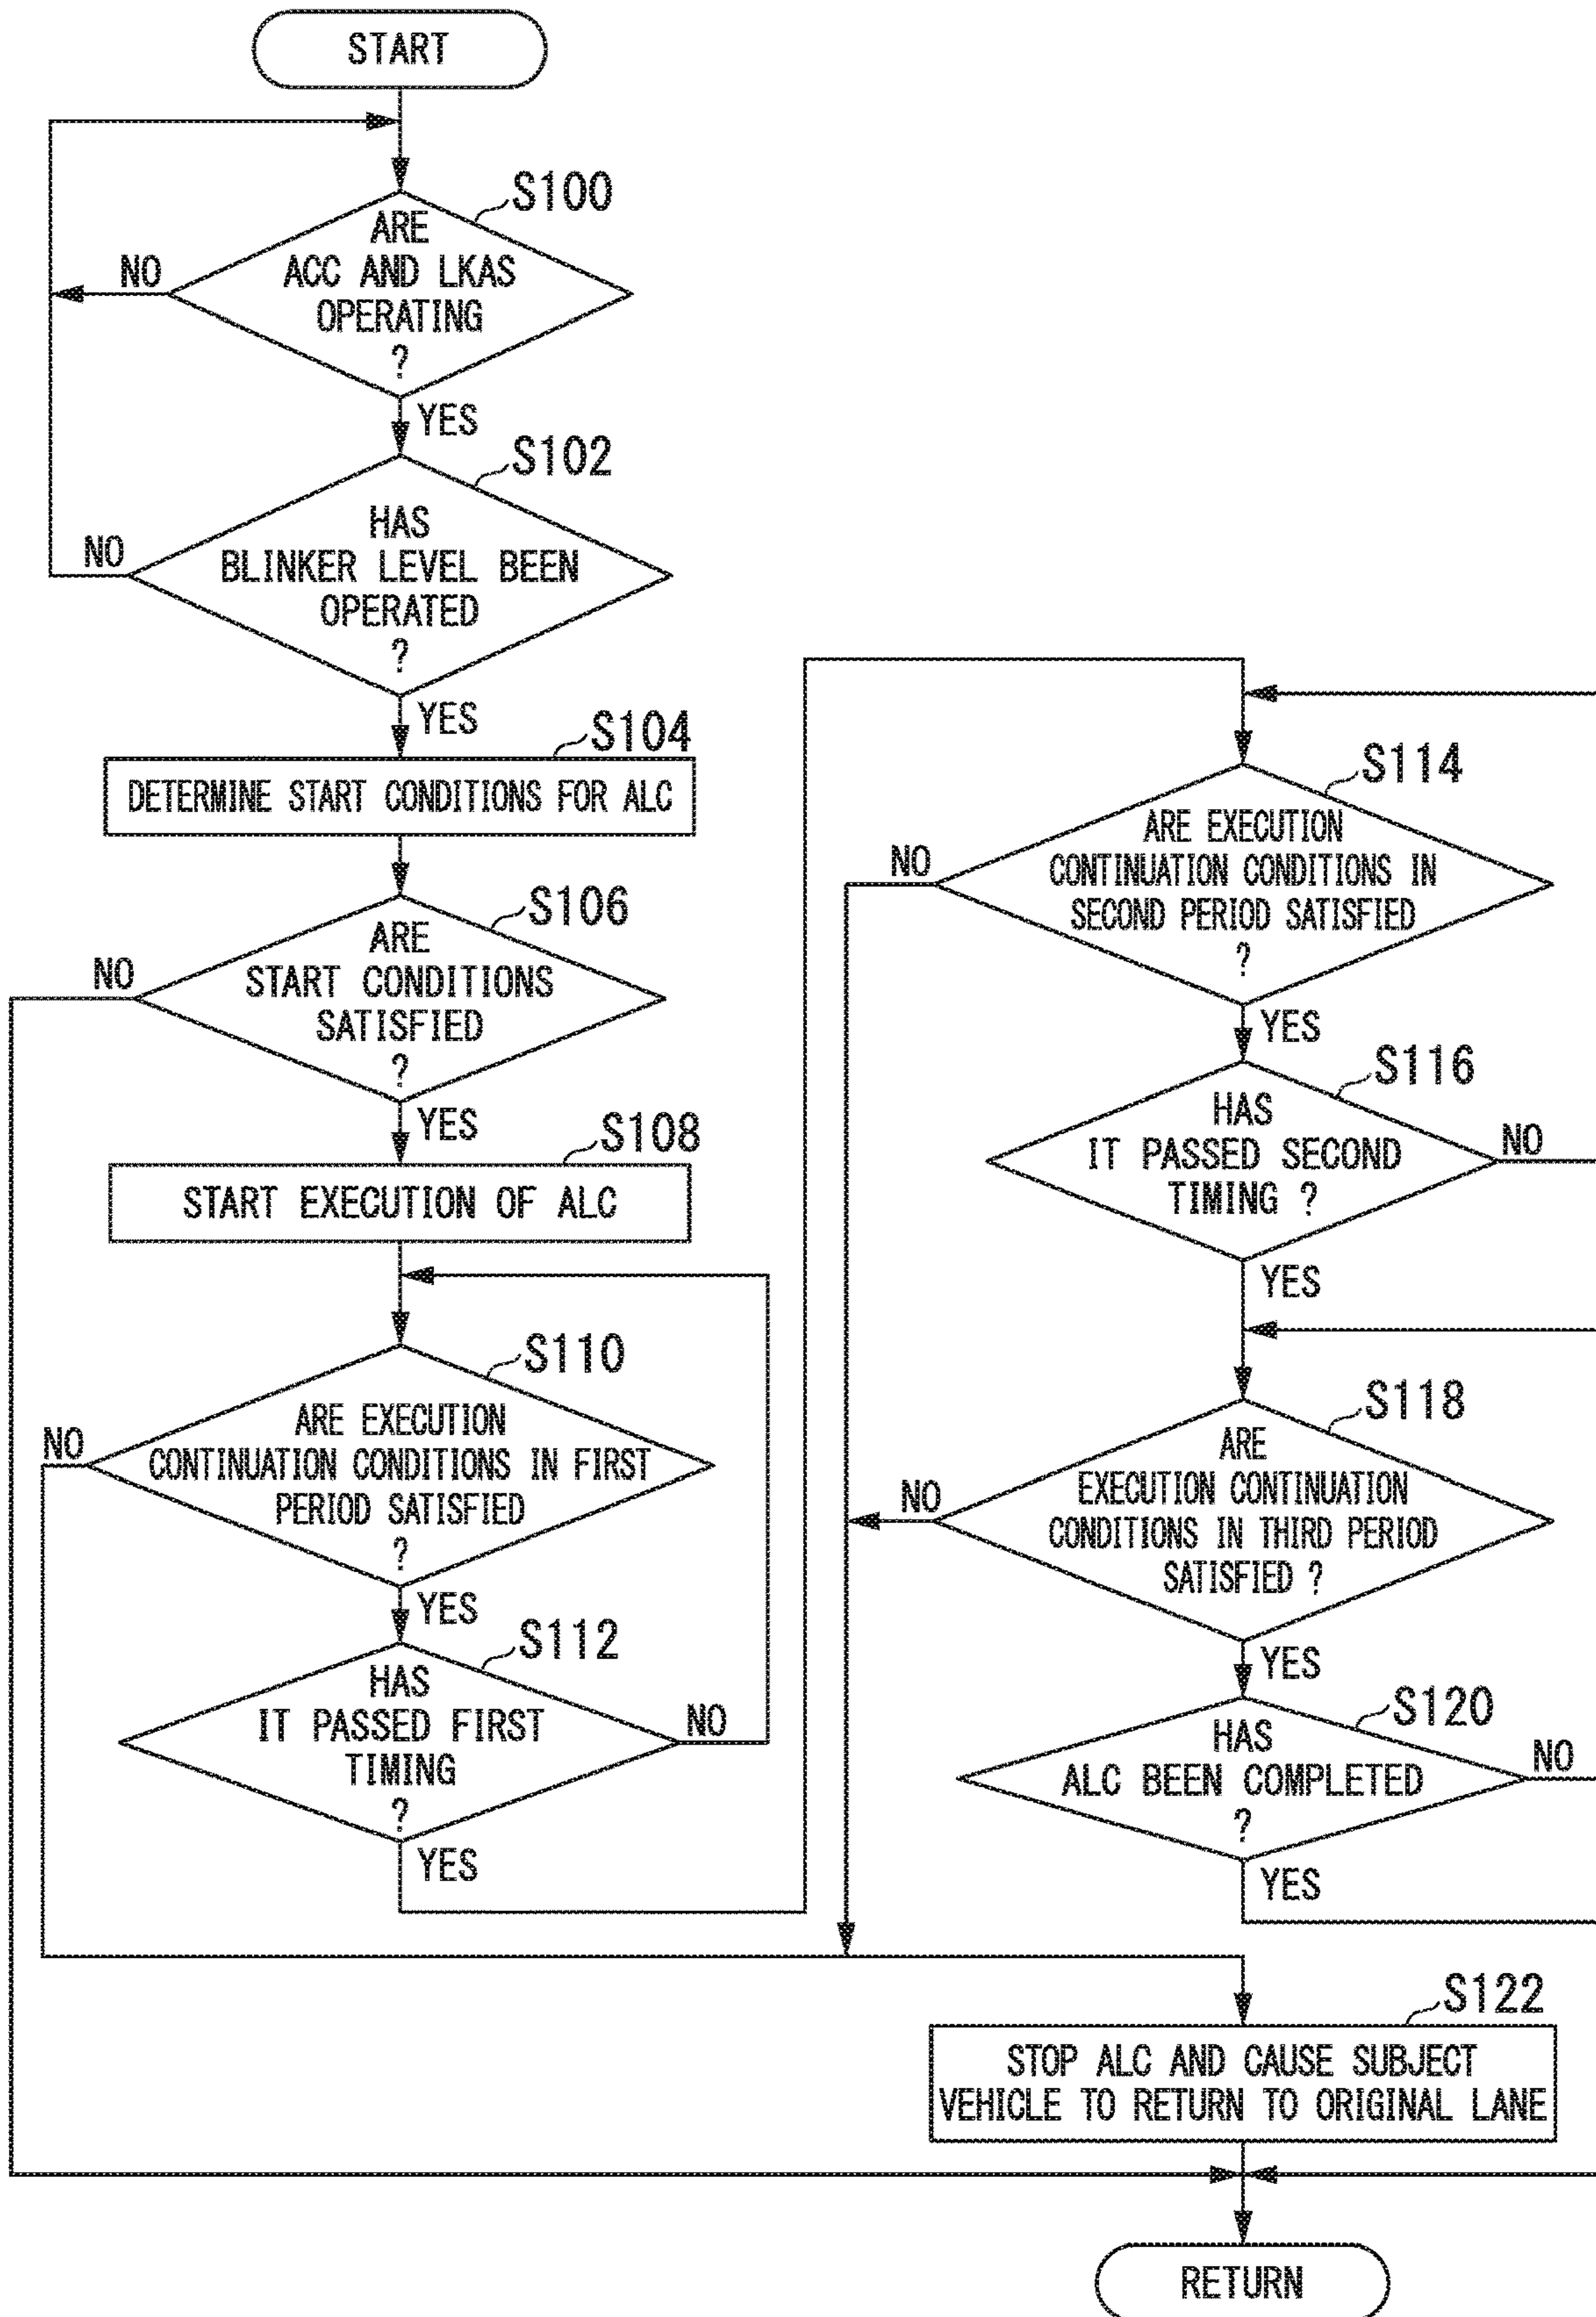 START
S100
ARE
ACC AND LKAS
OPERATING
?
NO
YES
S102
HAS
BLINKER LEVEL BEEN
OPERATED
?
NO
YES
S104
DETERMINE START CONDITIONS FOR ALC
S106
ARE
START CONDITIONS
SATISFIED
?
NO
YES
S108
START EXECUTION OF ALC
S110
ARE EXECUTION
CONTINUATION CONDITIONS IN FIRST
PERIOD SATISFIED
?
NO
YES
S112
HAS
IT PASSED FIRST
TIMING
?
NO
YES
S114
ARE EXECUTION
CONTINUATION CONDITIONS IN
SECOND PERIOD SATISFIED
?
NO
YES
S116
HAS
IT PASSED SECOND
TIMING ?
NO
YES
S118
ARE
EXECUTION CONTINUATION
CONDITIONS IN THIRD PERIOD
SATISFIED ?
NO
YES
S120
HAS
ALC BEEN COMPLETED
?
NO
YES
S122
STOP ALC AND CAUSE SUBJECT
VEHICLE TO RETURN TO ORIGINAL LANE
RETURN